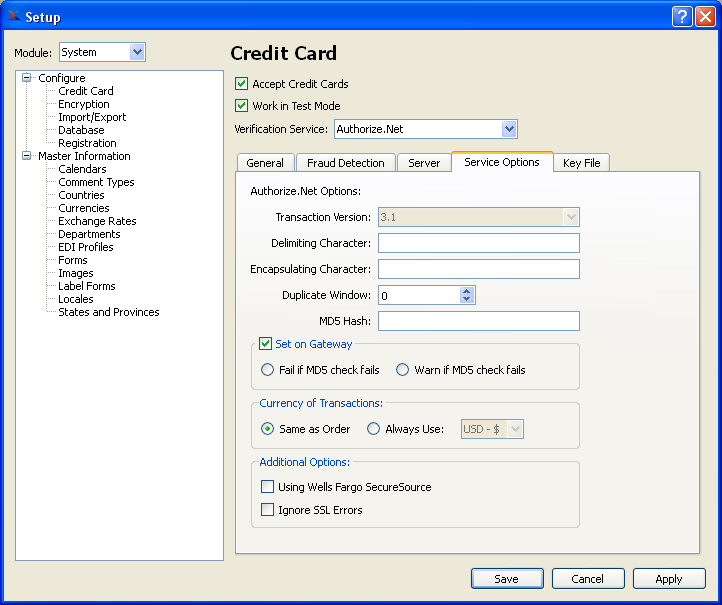 Setup
Module: System
Configure
Credit Card
Encryption
Import/Export
Database
Registration
Master Information
Calendars
Comment Types
Countries
Currencies
Exchange Rates
Departments
EDI Profiles
Forms
Images
Label Forms
Locales
States and Provinces
Credit Card
Accept Credit Cards
Work in Test Mode
Verification Service: Authorize.Net
General Fraud Detection Server Service Options Key File
Authorize.Net Options:
Transaction Version: 3.1
Delimiting Character:
Encapsulating Character:
Duplicate Window: 0
MD5 Hash:
Set on Gateway
Fail if MD5 check fails Warn if MD5 check fails
Currency of Transactions:
Same as Order Always Use: USD - $
Additional Options:
Using Wells Fargo SecureSource
Ignore SSL Errors
Save Cancel Apply